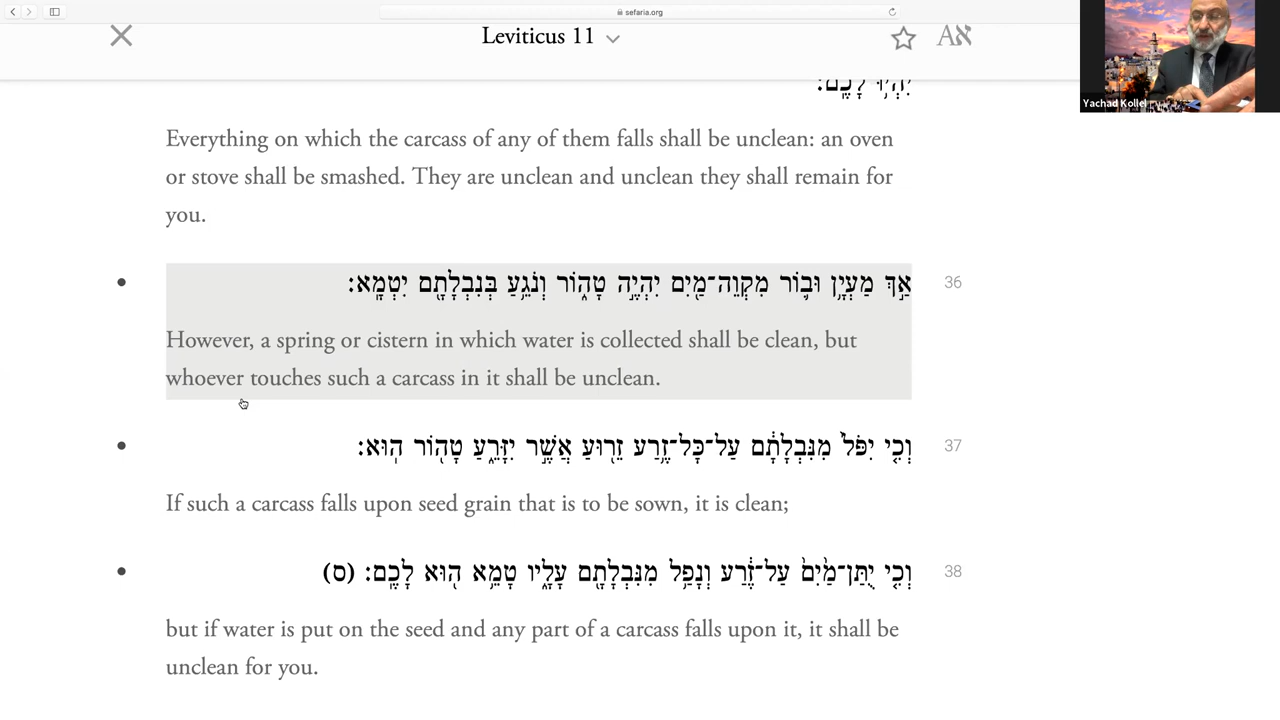 sefaria.org
Leviticus 11
Aא
יִהְי֥וּ לָכֶֽם׃
Everything on which the carcass of any of them falls shall be unclean: an oven
or stove shall be smashed. They are unclean and unclean they shall remain for
you.
אַ֣ךְ מַעְיָ֥ן וּב֛וֹר מִקְוֵה־מַ֖יִם יִהְיֶ֣ה טָה֑וֹר וְנֹגֵ֥עַ בְּנִבְלָתָ֖ם יִטְמָֽא׃ 36
However, a spring or cistern in which water is collected shall be clean, but
whoever touches such a carcass in it shall be unclean.
וְכִ֤י יִפֹּל֙ מִנִּבְלָתָ֔ם עַל־כָּל־זֶ֥רַע זֵר֖וּעַ אֲשֶׁ֣ר יִזָּרֵ֑עַ טָה֖וֹר הֽוּא׃ 37
If such a carcass falls upon seed grain that is to be sown, it is clean;
וְכִ֤י יֻתַּן־מַ֙יִם֙ עַל־זֶ֔רַע וְנָפַ֥ל מִנִּבְלָתָ֖ם עָלָ֑יו טָמֵ֥א ה֖וּא לָכֶֽם׃ (ס) 38
but if water is put on the seed and any part of a carcass falls upon it, it shall be
unclean for you.
Yachad Kollel